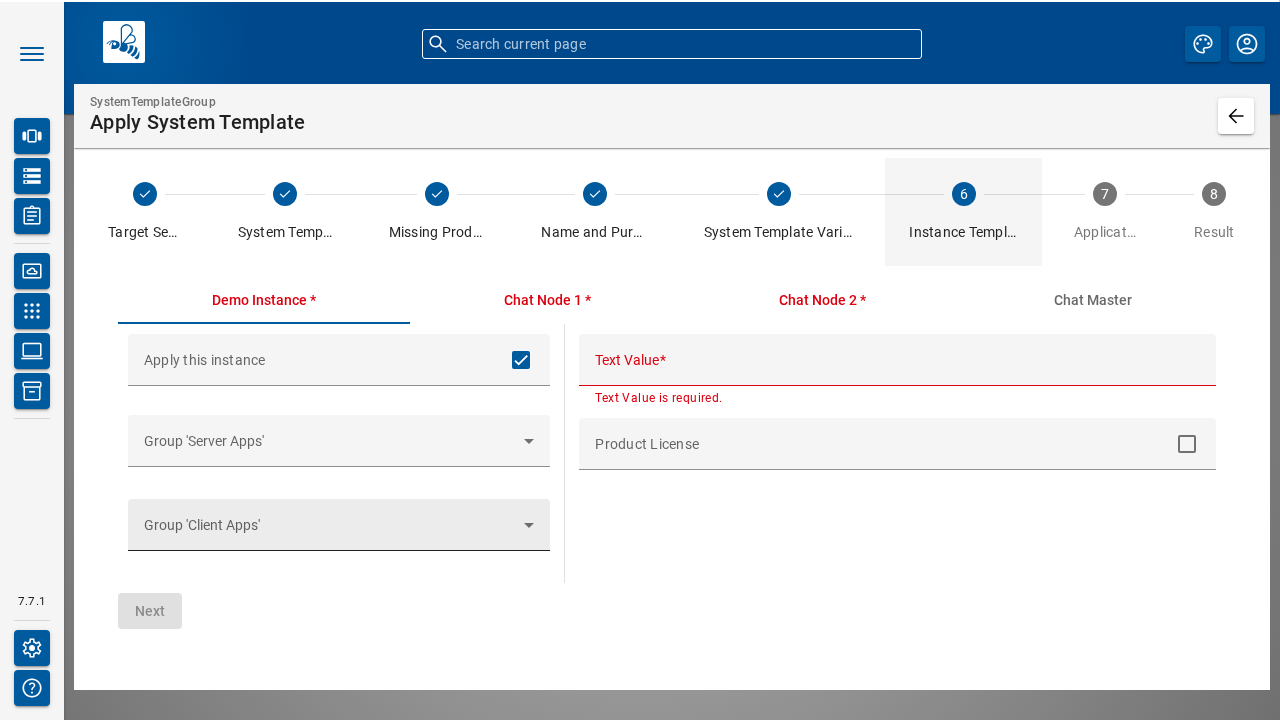 Search current page
SystemTemplateGroup
Apply System Template
6
7
8
Target Se…
System Temp…
Missing Prod…
Name and Pur…
System Template Vari…
Instance Templ…
Applicat…
Result
Demo Instance *
Chat Node 1 *
Chat Node 2 *
Chat Master
Apply this instance
Text Value*
Text Value is required.
Group 'Server Apps'
Product License
Group 'Client Apps'
Next
7.7.1